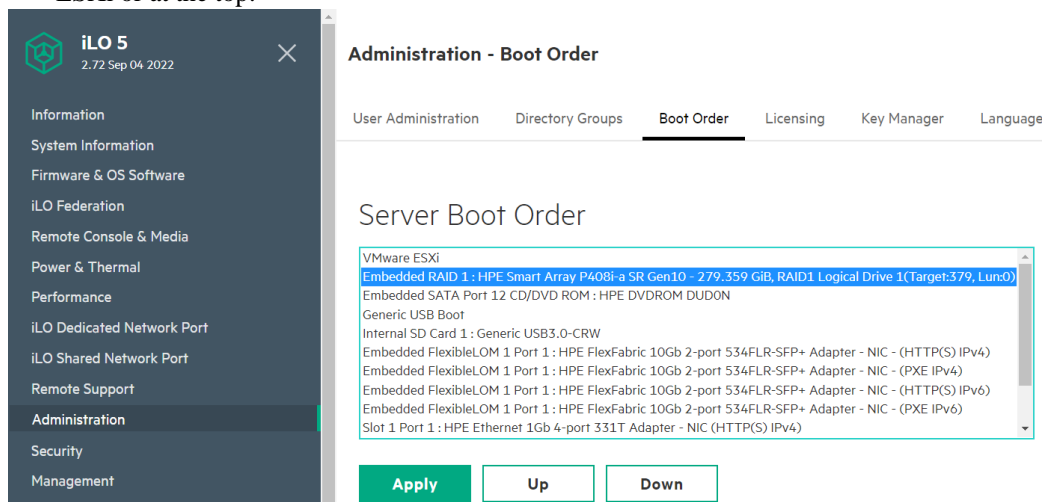 ESXi or at the top.
iLO 5
2.72 Sep 04 2022
Information
System Information
Firmware & OS Software
iLO Federation
Remote Console & Media
Power & Thermal
Performance
iLO Dedicated Network Port
iLO Shared Network Port
Remote Support
Administration
Security
Management
Administration - Boot Order
User Administration Directory Groups Boot Order Licensing Key Manager Language
Server Boot Order
VMware ESXi
Embedded RAID 1 : HPE Smart Array P408i-a SR Gen10 - 279.359 GiB, RAID1 Logical Drive 1(Target:379, Lun:0)
Embedded SATA Port 12 CD/DVD ROM : HPE DVDROM DUD0N
Generic USB Boot
Internal SD Card 1 : Generic USB3.0-CRW
Embedded FlexibleLOM 1 Port 1 : HPE FlexFabric 10Gb 2-port 534FLR-SFP+ Adapter - NIC - (HTTP(S) IPv4)
Embedded FlexibleLOM 1 Port 1 : HPE FlexFabric 10Gb 2-port 534FLR-SFP+ Adapter - NIC - (PXE IPv4)
Embedded FlexibleLOM 1 Port 1 : HPE FlexFabric 10Gb 2-port 534FLR-SFP+ Adapter - NIC - (HTTP(S) IPv6)
Embedded FlexibleLOM 1 Port 1 : HPE FlexFabric 10Gb 2-port 534FLR-SFP+ Adapter - NIC - (PXE IPv6)
Slot 1 Port 1 : HPE Ethernet 1Gb 4-port 331T Adapter - NIC (HTTP(S) IPv4)
Apply Up Down